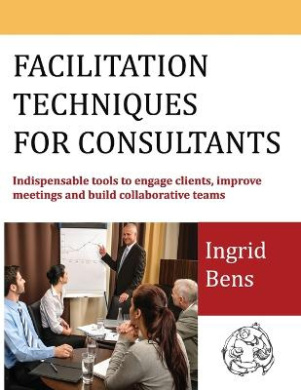 FACILITATION
TECHNIQUES
FOR CONSULTANTS
Indispensable tools to engage clients, improve
meetings and build collaborative teams
Ingrid
Bens